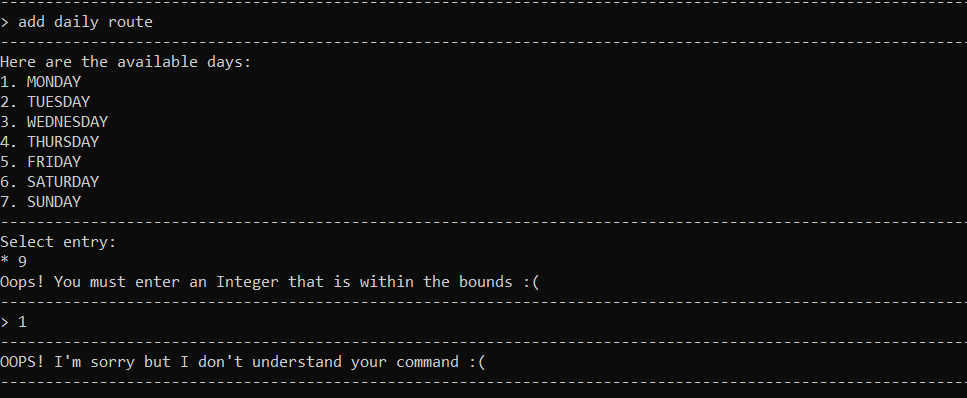 > add daily route
Here are the available days:
1. MONDAY
2. TUESDAY
3. WEDNESDAY
4. THURSDAY
5. FRIDAY
6. SATURDAY
7. SUNDAY
Select entry:
* 9
Oops! You must enter an Integer that is within the bounds :(
> 1
OOPS! I'm sorry but I don't understand your command :(